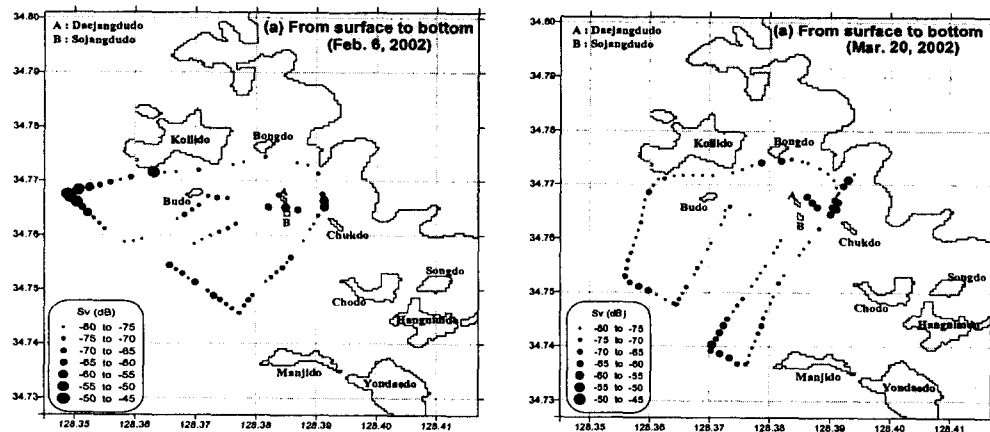 A : Daejangdudo
B : Sojangdudo
(a) From surface to bottom
(Feb. 6, 2002)
34.80
34.79
34.78
34.77
34.76
34.75
34.74
34.73
Kollido
Bongdo
Budo
A
B
Chukdo
Songdo
Chodo
Manjido
Yondaedo
Sv (dB)
-80 to -75
-75 to -70
-70 to -65
-65 to -60
-60 to -55
-55 to -50
-50 to -45
128.35
128.36
128.37
128.38
128.39
128.40
128.41
A : Daejangdudo
B : Sojangdudo
(a) From surface to bottom
(Mar. 20, 2002)
34.80
34.79
34.78
34.77
34.76
34.75
34.74
34.73
Kollido
Bongdo
Budo
A
B
Chukdo
Songdo
Chodo
Manjido
Yondaedo
Sv (dB)
-80 to -75
-75 to -70
-70 to -65
-65 to -60
-60 to -55
-55 to -50
-50 to -45
128.35
128.36
128.37
128.38
128.39
128.40
128.41